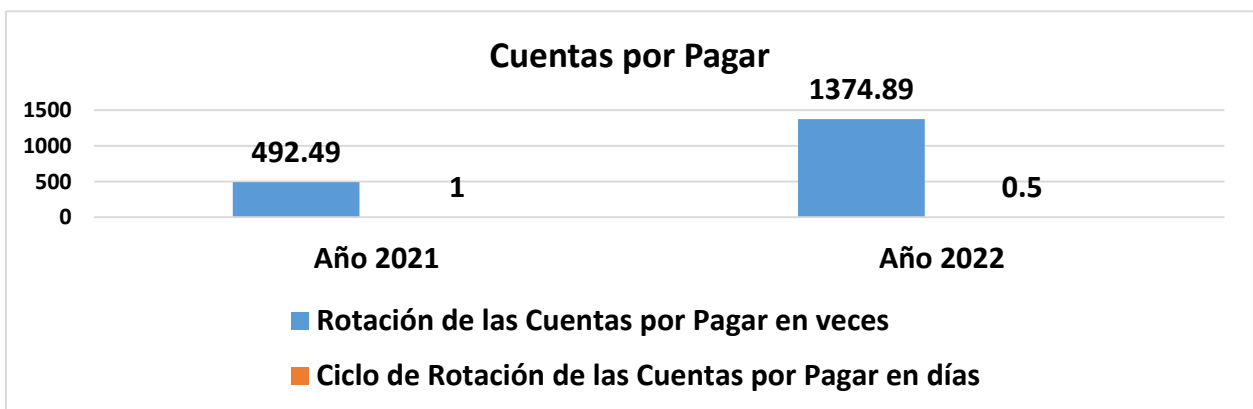 Cuentas por Pagar
1374.89
1500
1000
492.49
500
1
0.5
0
Año 2021
Año 2022
Rotación de las Cuentas por Pagar en veces
Ciclo de Rotación de las Cuentas por Pagar en días